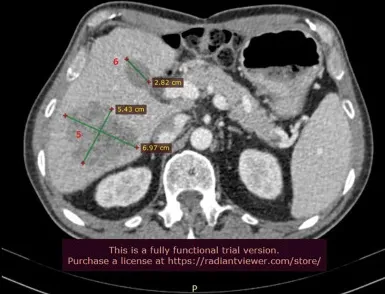 6
2.82 cm
5.43 cm
5
6.97 cm
This is a fully functional trial version.
Purchase a license at https://radiantviewer.com/store/
P